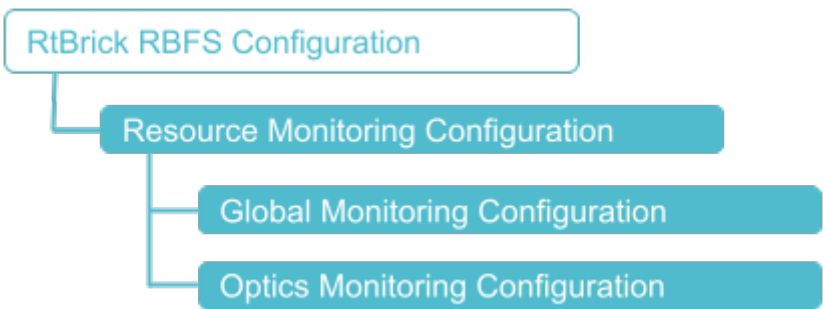 RtBrick RBFS Configuration
Resource Monitoring Configuration
Global Monitoring Configuration
Optics Monitoring Configuration